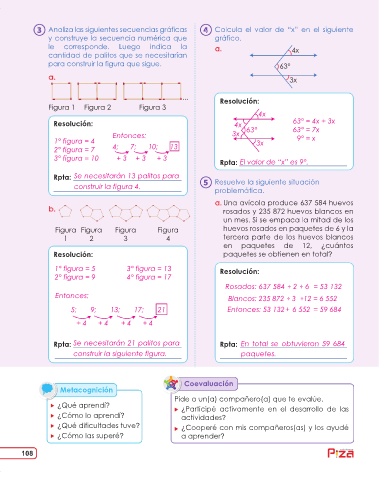 3 Analiza las siguientes secuencias gráficas
y construye la secuencia numérica que
le corresponde. Luego indica la
cantidad de palitos que se necesitarían
para construir la figura que sigue.
a.
Figura 1 Figura 2 Figura 3
Resolución:
Entonces:
1° figura = 4
2° figura = 7
3° figura = 10
4; 7; 10; 13
+ 3 + 3 + 3
Rpta: Se necesitarán 13 palitos para
construir la figura 4.
b.
Figura Figura Figura Figura
1 2 3 4
Resolución:
1° figura = 5 3° figura = 13
2° figura = 9 4° figura = 17
Entonces:
5; 9; 13; 17; 21
+ 4 + 4 + 4 + 4
Rpta: Se necesitarán 21 palitos para
construir la siguiente figura.
4 Calcula el valor de "x" en el siguiente
gráfico.
a.
4x
63°
3x
Resolución:
4x
4x
63°
3x
3x
63° = 4x + 3x
63° = 7x
9° = x
Rpta: El valor de "x" es 9°.
5 Resuelve la siguiente situación
problemática.
a. Una avícola produce 637 584 huevos
rosados y 235 872 huevos blancos en
un mes. Si se empaca la mitad de los
huevos rosados en paquetes de 6 y la
tercera parte de los huevos blancos
en paquetes de 12, ¿cuántos
paquetes se obtienen en total?
Resolución:
Rosados: 637 584 ÷ 2 ÷ 6 = 53 132
Blancos: 235 872 ÷ 3 ÷12 = 6 552
Entonces: 53 132 + 6 552 = 59 684
Rpta: En total se obtuvieron 59 684
paquetes.
Metacognición
¿Qué aprendí?
¿Cómo lo aprendí?
¿Qué dificultades tuve?
¿Cómo las superé?
Coevaluación
Pide a un(a) compañero(a) que te evalúe.
¿Participé activamente en el desarrollo de las
actividades?
¿Cooperé con mis compañeros(as) y los ayudé
a aprender?
108